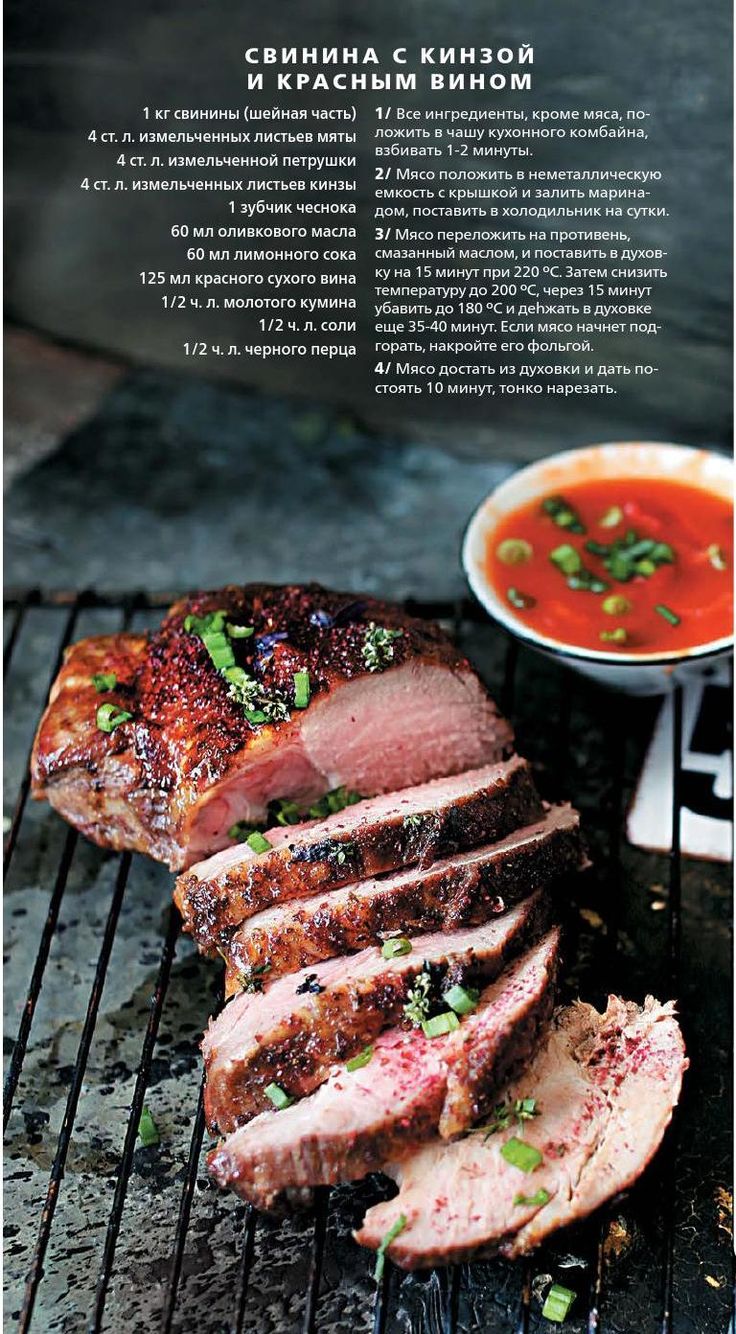 СВИНИНА С КИНЗОЙ
И КРАСНЫМ ВИНОМ
1 кг свинины (шейная часть)
4 ст. л. измельченных листьев мяты
4 ст. л. измельченной петрушки
4 ст. л. измельченных листьев кинзы
1 зубчик чеснока
60 мл оливкового масла
60 мл лимонного сока
125 мл красного сухого вина
1/2 ч. л. молотого кумина
1/2 ч. л. соли
1/2 ч. л. черного перца
1/ Все ингредиенты, кроме мяса, по-
ложить в чашу кухонного комбайна,
взбивать 1-2 минуты.
2/ Мясо положить в неметаллическую
емкость с крышкой и залить марина-
дом, поставить в холодильник на сутки.
3/ Мясо переложить на противень,
смазанный маслом, и поставить в духов-
ку на 15 минут при 220 ºС. Затем снизить
температуру до 200 ºС, через 15 минут
убавить до 180 ºС и деhжать в духовке
еще 35-40 минут. Если мясо начнет под-
горать, накройте его фольгой.
4/ Мясо достать из духовки и дать по-
стоять 10 минут, тонко нарезать.